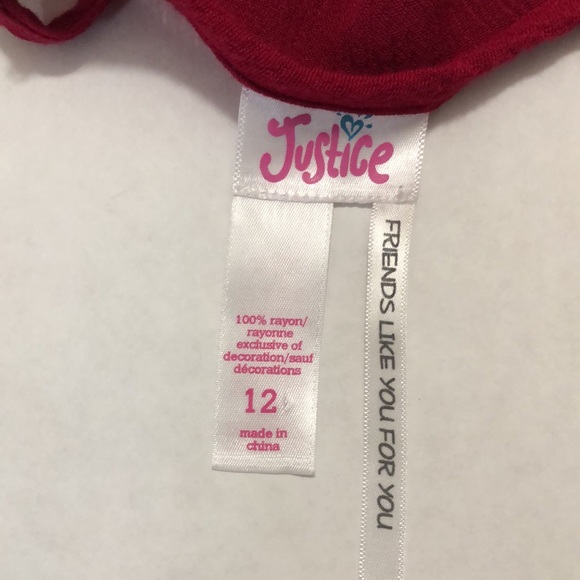 Justice
100% rayon/
rayonne
exclusive of
decoration/sauf
décorations
12
made in
china
FRIENDS LIKE YOU FOR YOU